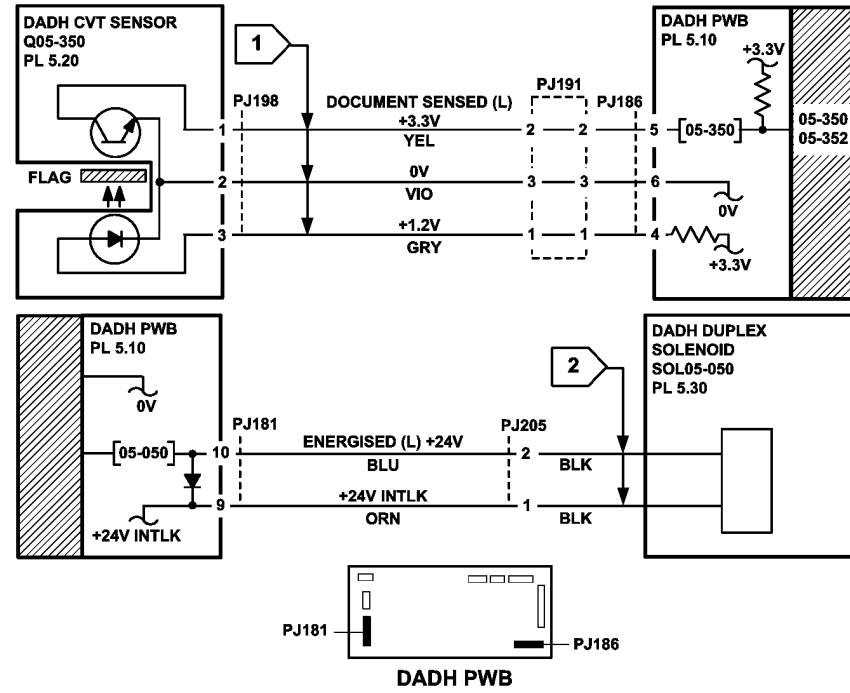 DADH CVT SENSOR
Q05-350
PL 5.20
1
DADH PWB
PL 5.10
+3.3V
PJ198
DOCUMENT SENSED (L)
PJ191
PJ186
1
+3.3V
YEL
2
2
5
[05-350]
05-350
05-352
FLAG
2
0V
VIO
3
3
6
0V
3
+1.2V
GRY
1
1
4
+3.3V
DADH PWB
PL 5.10
0V
2
DADH DUPLEX
SOLENOID
SOL05-050
PL 5.30
PJ181
PJ205
[05-050]
10
ENERGISED (L) +24V
BLU
2
BLK
9
+24V INTLK
ORN
1
BLK
+24V INTLK
PJ181
PJ186
DADH PWB